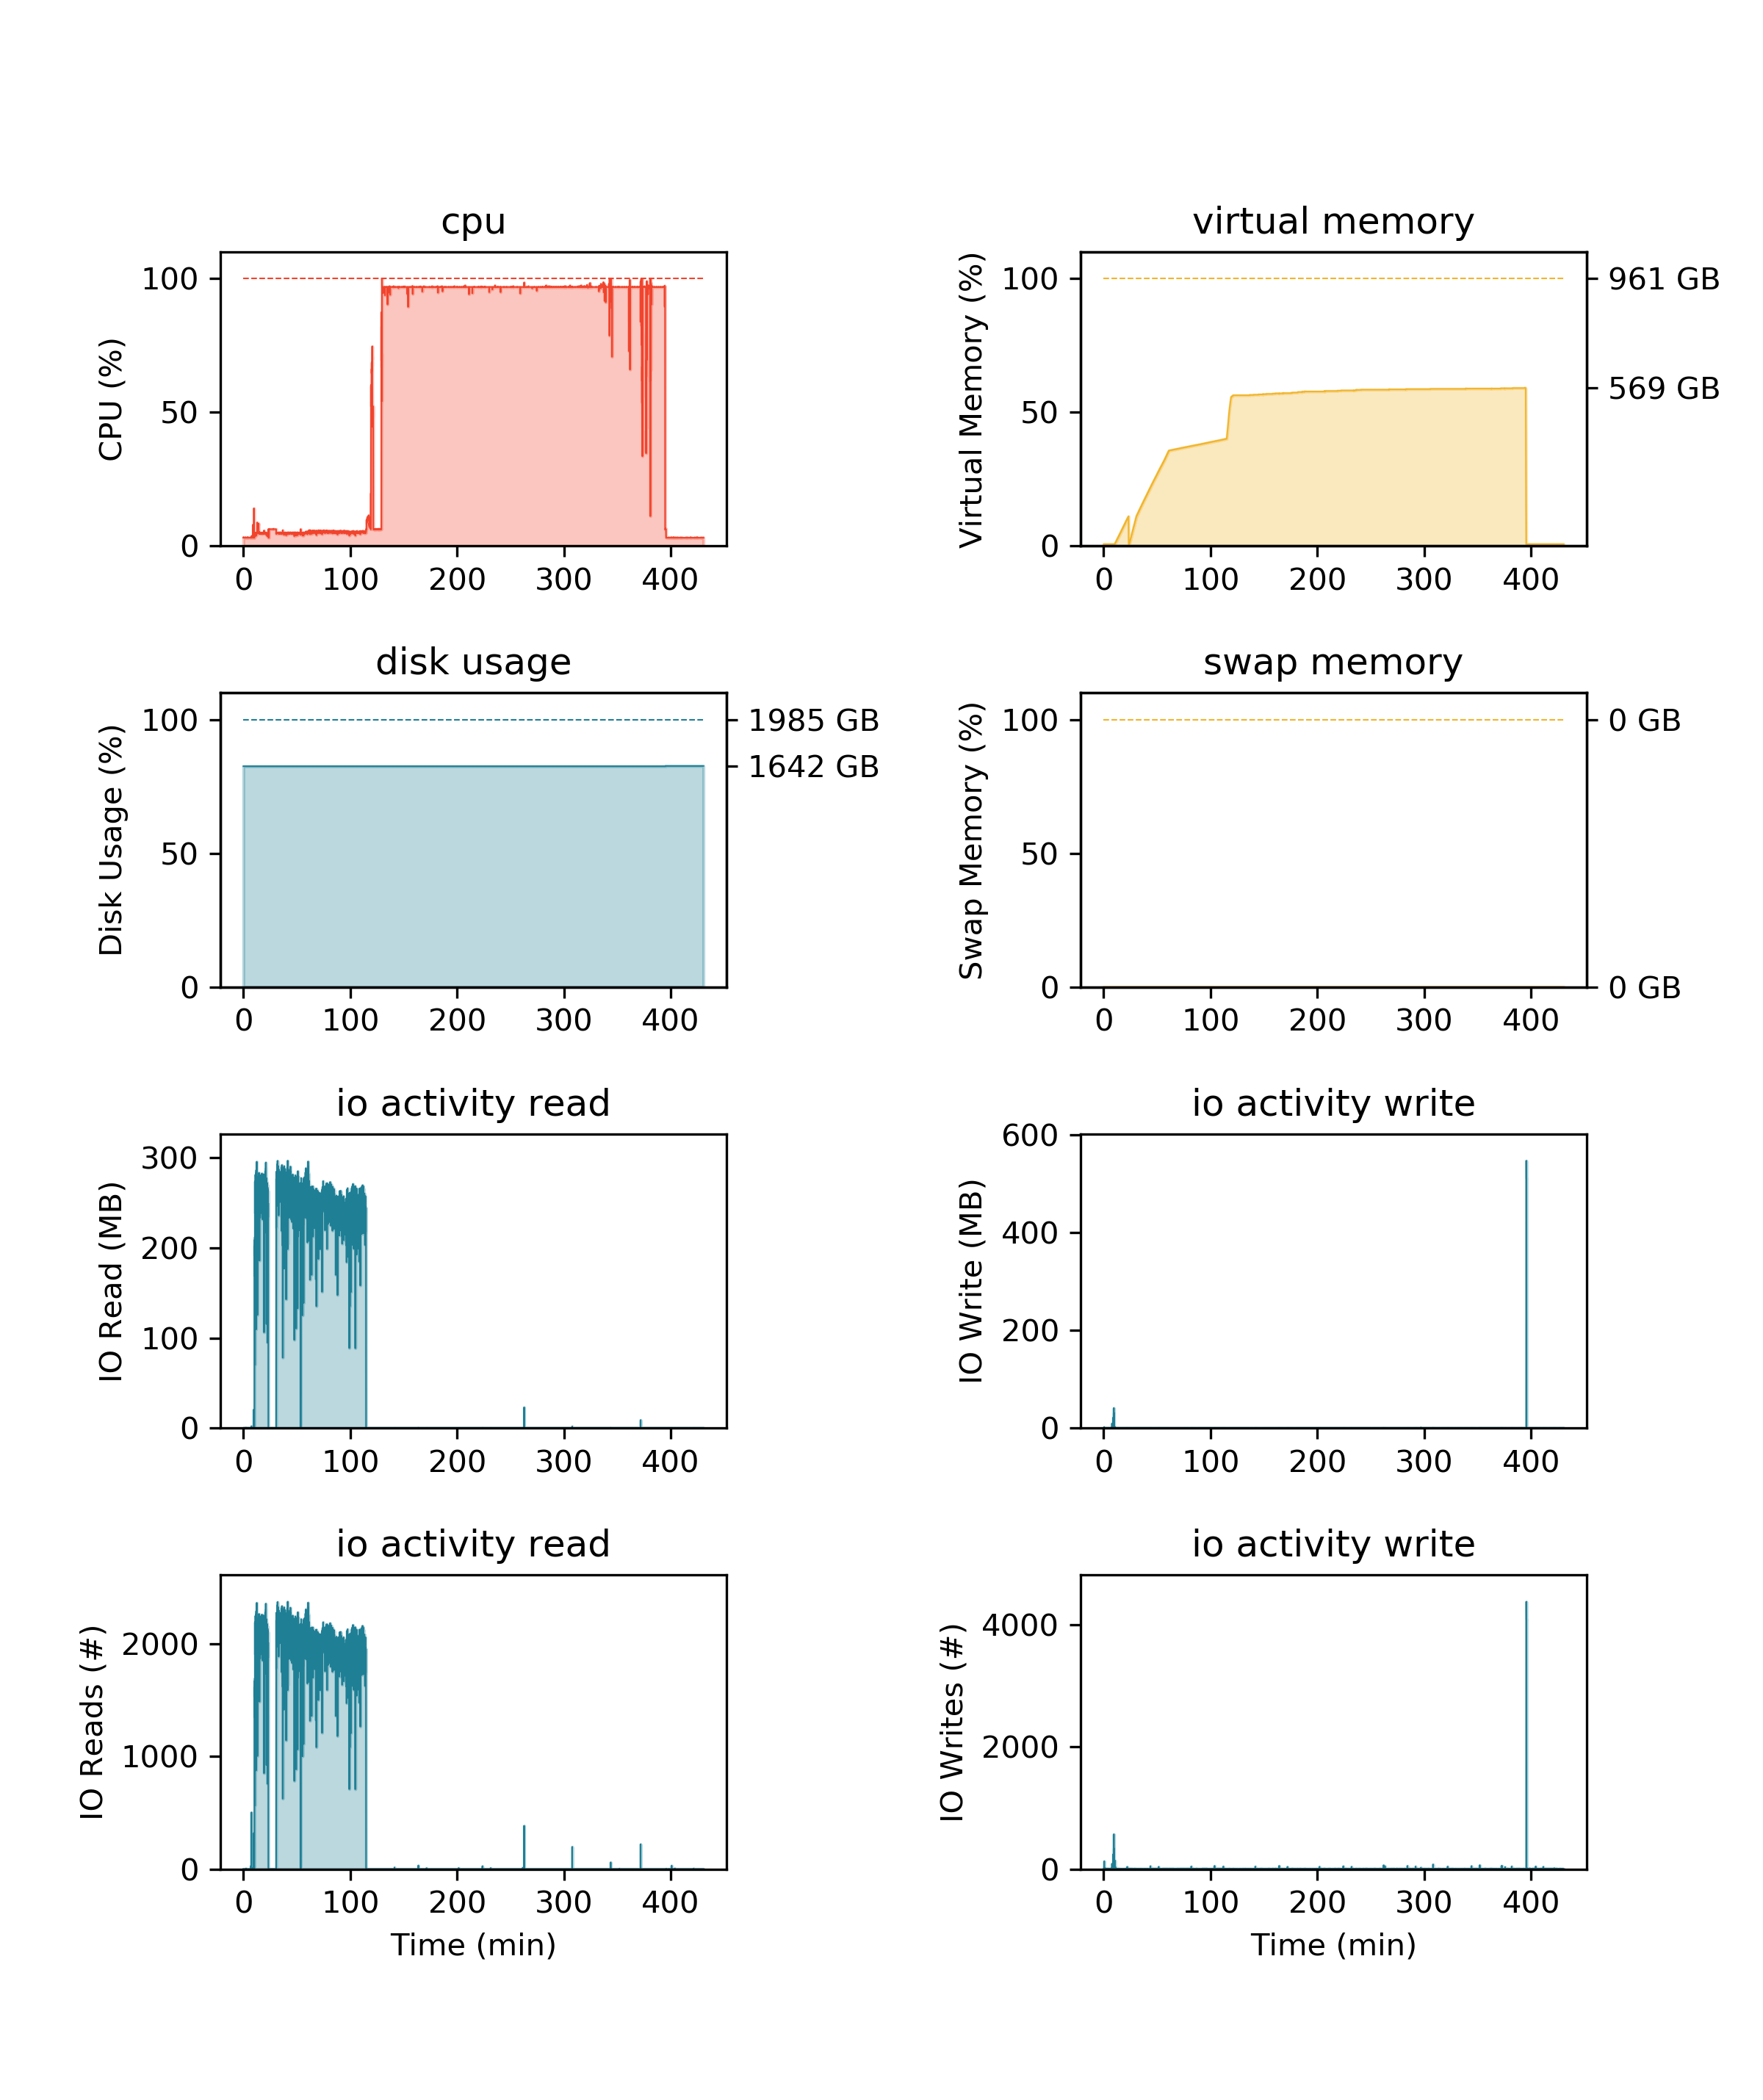 cpu
CPU (%)
100
50
0
0 100 200 300 400
virtual memory
Virtual Memory (%)
100
50
0
961 GB
569 GB
0 100 200 300 400
disk usage
Disk Usage (%)
100
50
0
1985 GB
1642 GB
0 100 200 300 400
swap memory
Swap Memory (%)
100
50
0
0 GB
0 GB
0 100 200 300 400
io activity read
IO Read (MB)
300
200
100
0
0 100 200 300 400
io activity write
IO Write (MB)
600
400
200
0
0 100 200 300 400
io activity read
IO Reads (#)
2000
1000
0
0 100 200 300 400
Time (min)
io activity write
IO Writes (#)
4000
2000
0
0 100 200 300 400
Time (min)